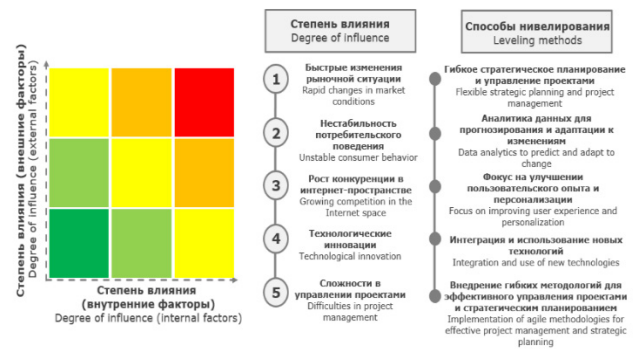 Степень влияния (внешние факторы)
Degree of influence (external factors)
Степень влияния
(внутренние факторы)
Degree of influence (internal factors)
Степень влияния
Degree of influence
1
Быстрые изменения
рыночной ситуации
Rapid changes in market
conditions
2
Нестабильность
потребительского
поведения
Unstable consumer behavior
3
Рост конкуренции в
интернет-пространстве
Growing competition in the
Internet space
4
Технологические
инновации
Technological innovation
5
Сложности в
управлении проектами
Difficulties in project
management
Способы нивелирования
Leveling methods
Гибкое стратегическое планирование
и управление проектами
Flexible strategic planning and project
management
Аналитика данных для
прогнозирования и адаптации к
изменениям
Data analytics to predict and adapt to
change
Фокус на улучшении
пользовательского опыта и
персонализации
Focus on improving user experience and
personalization
Интеграция и использование новых
технологий
Integration and use of new technologies
Внедрение гибких методологий для
эффективного управления проектами
и стратегическим планированием
Implementation of agile methodologies for
effective project management and strategic
planning